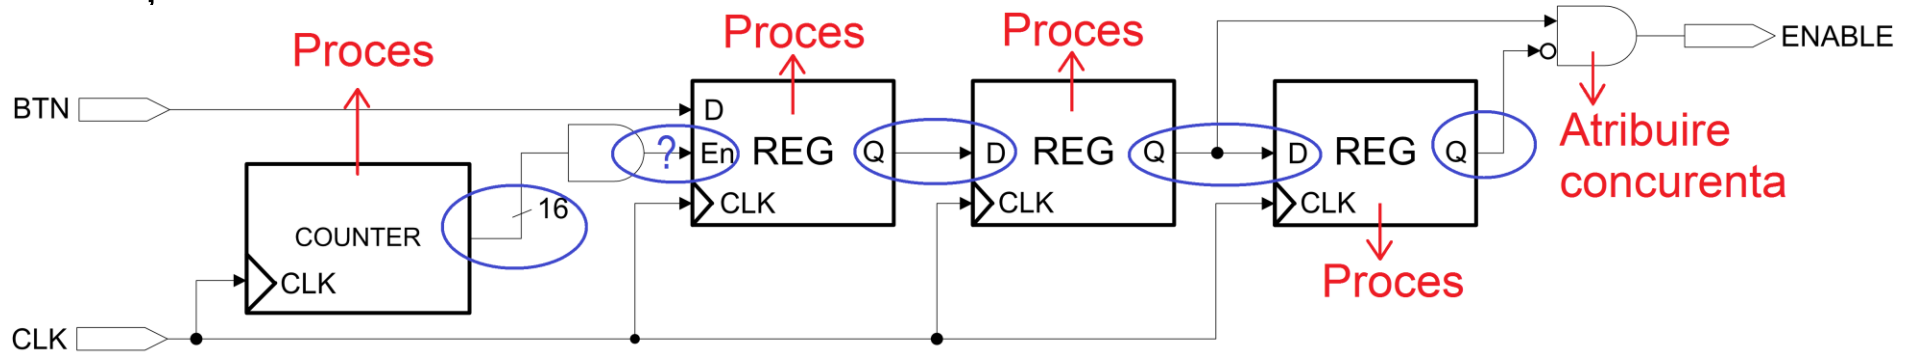 Proces
Proces
Proces
ENABLE
BTN
D
Atribuire
concurenta
?
En
REG
Q
D
REG
Q
D
REG
Q
16
CLK
CLK
CLK
COUNTER
CLK
Proces
CLK